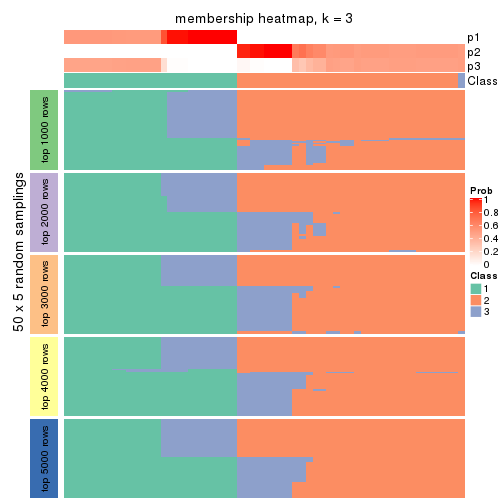 membership heatmap, k = 3
p1
p2
p3
Class
50 x 5 random samplings
top 1000 rows
top 2000 rows
top 3000 rows
top 4000 rows
top 5000 rows
Prob
1
0.8
0.6
0.4
0.2
0
Class
1
2
3